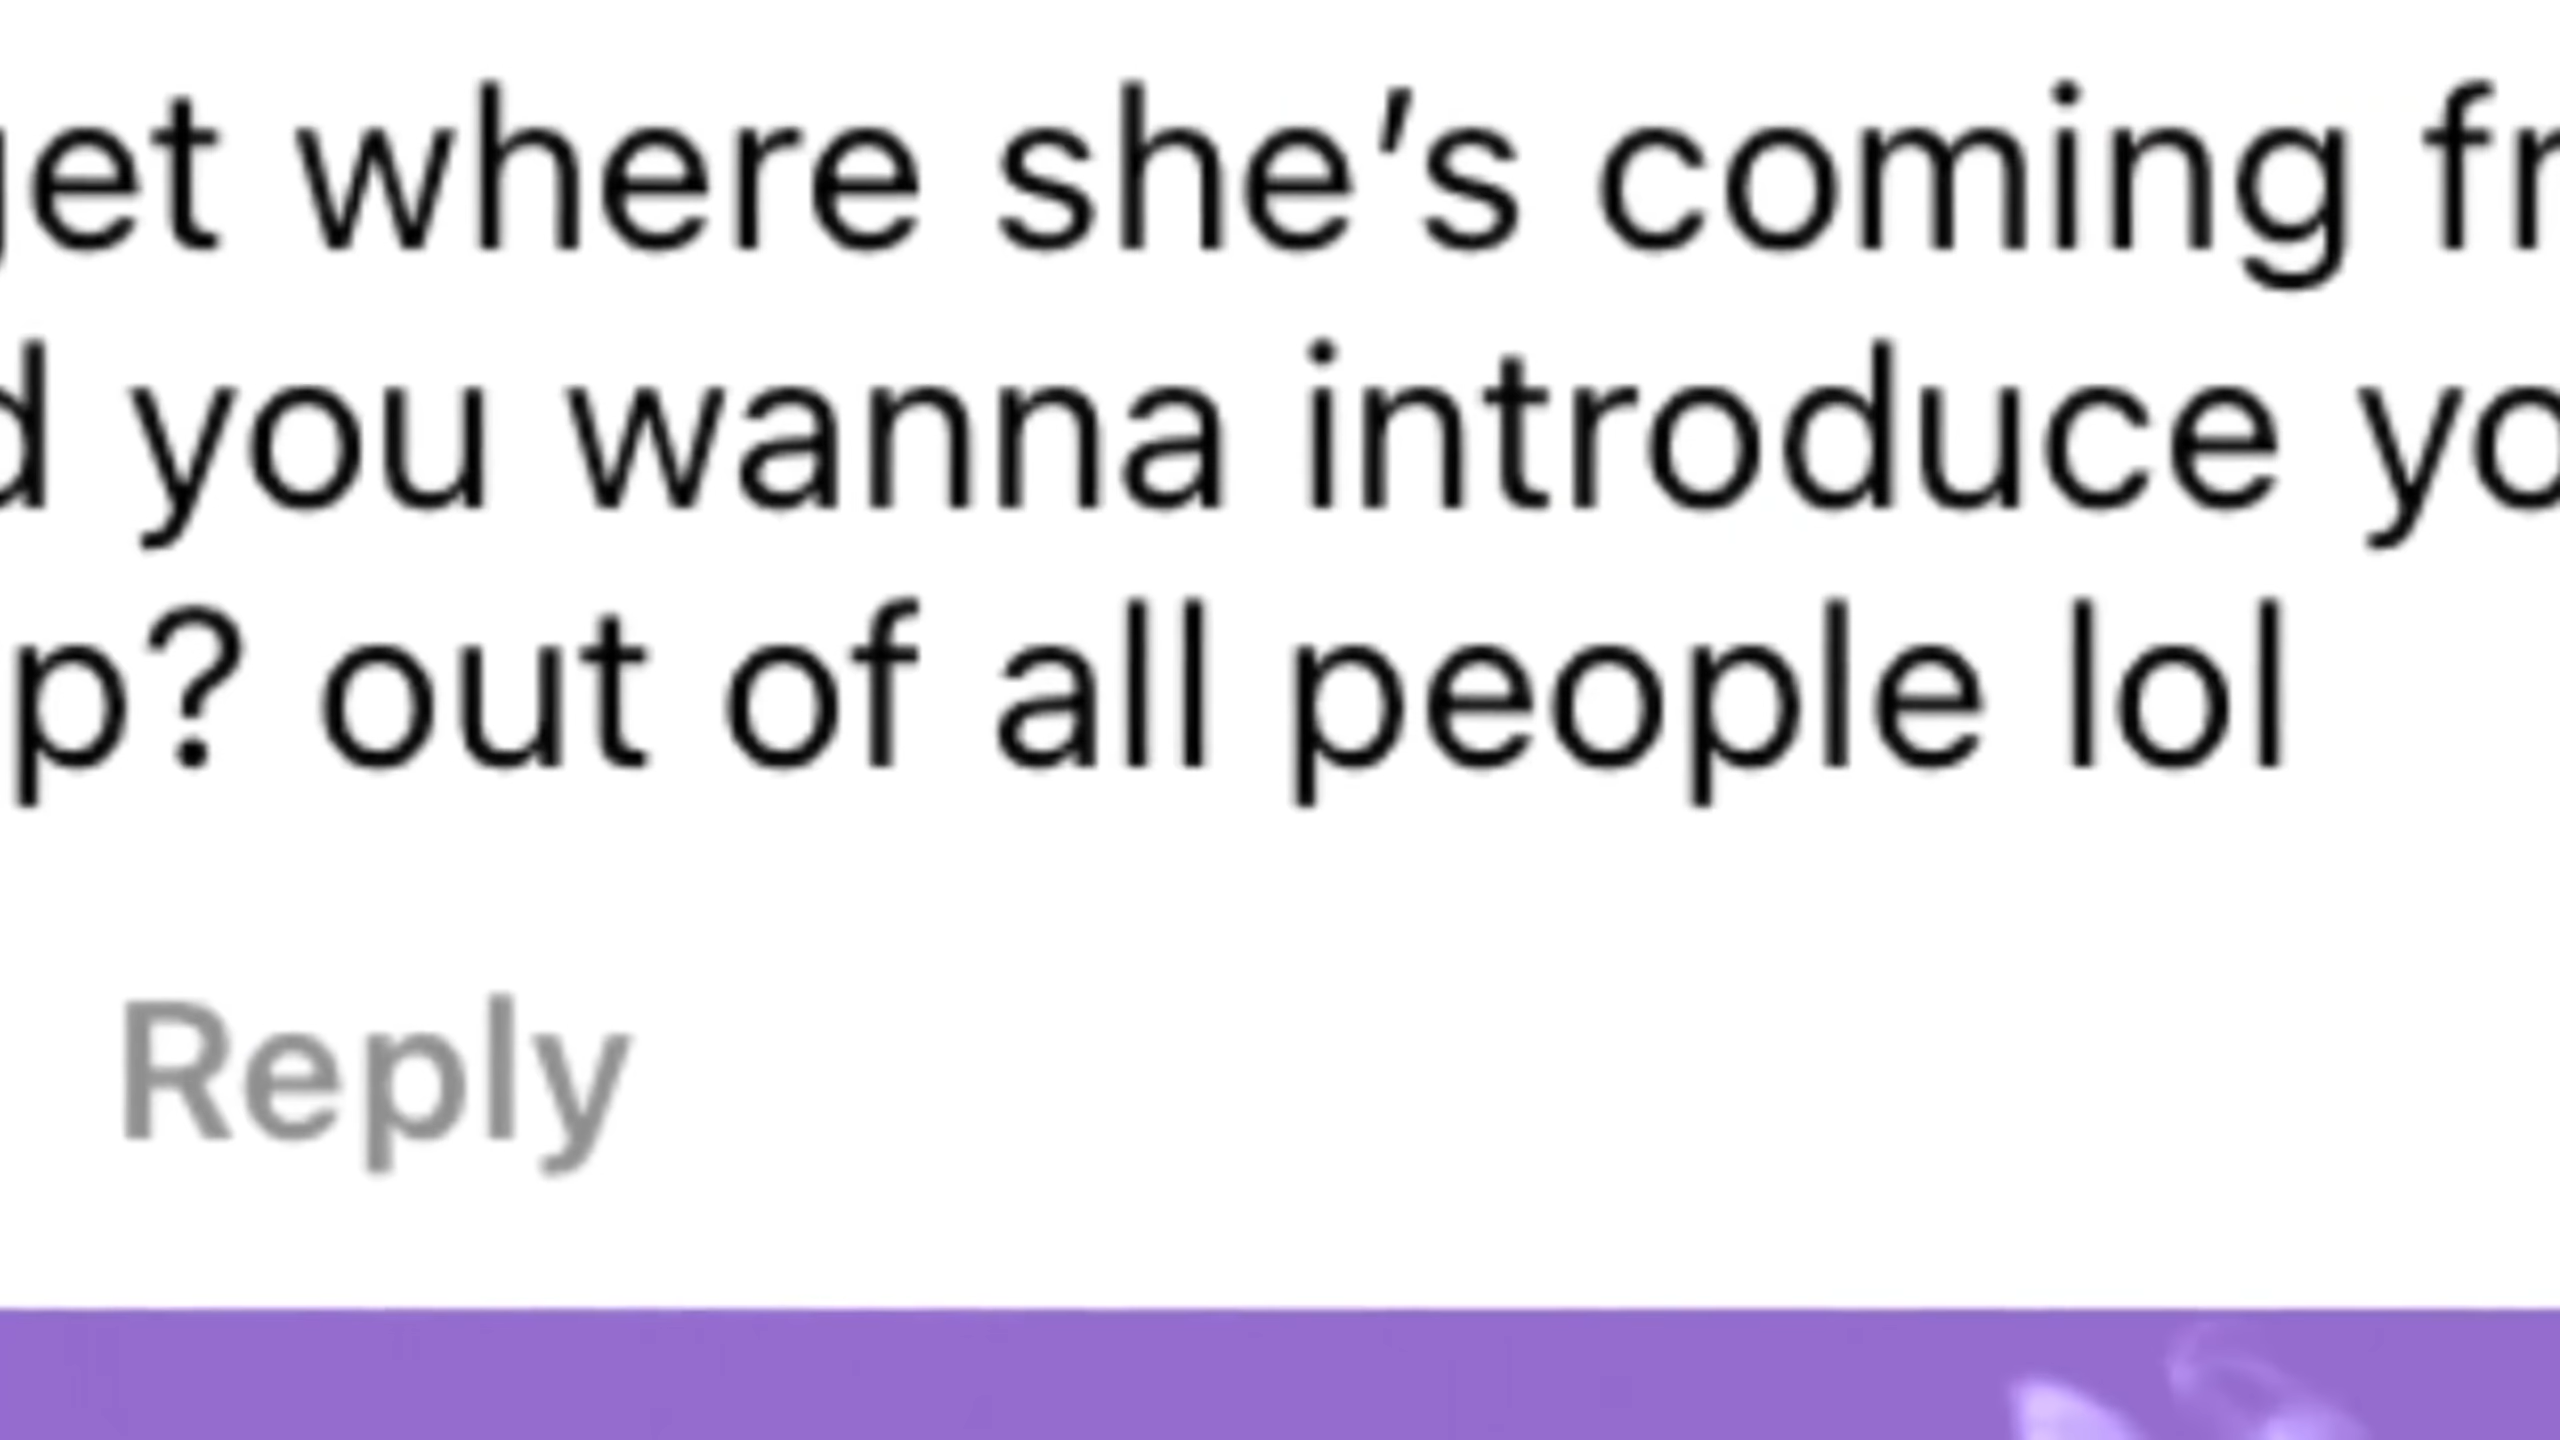 get where she’s coming fr
d you wanna introduce yo
p? out of all people lol
Reply